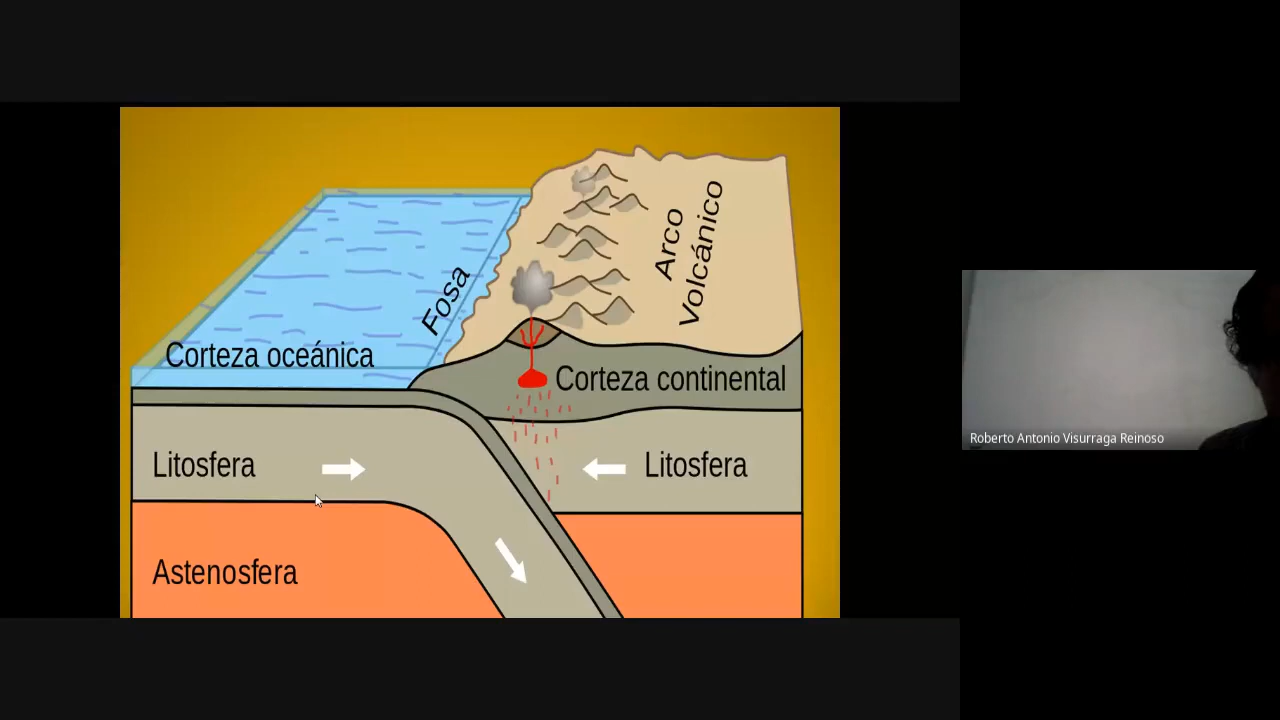 Fosa
Arco
Volcánico
Corteza oceánica
Corteza continental
Litosfera
Litosfera
Astenosfera
Roberto Antonio Visurraga Reinoso